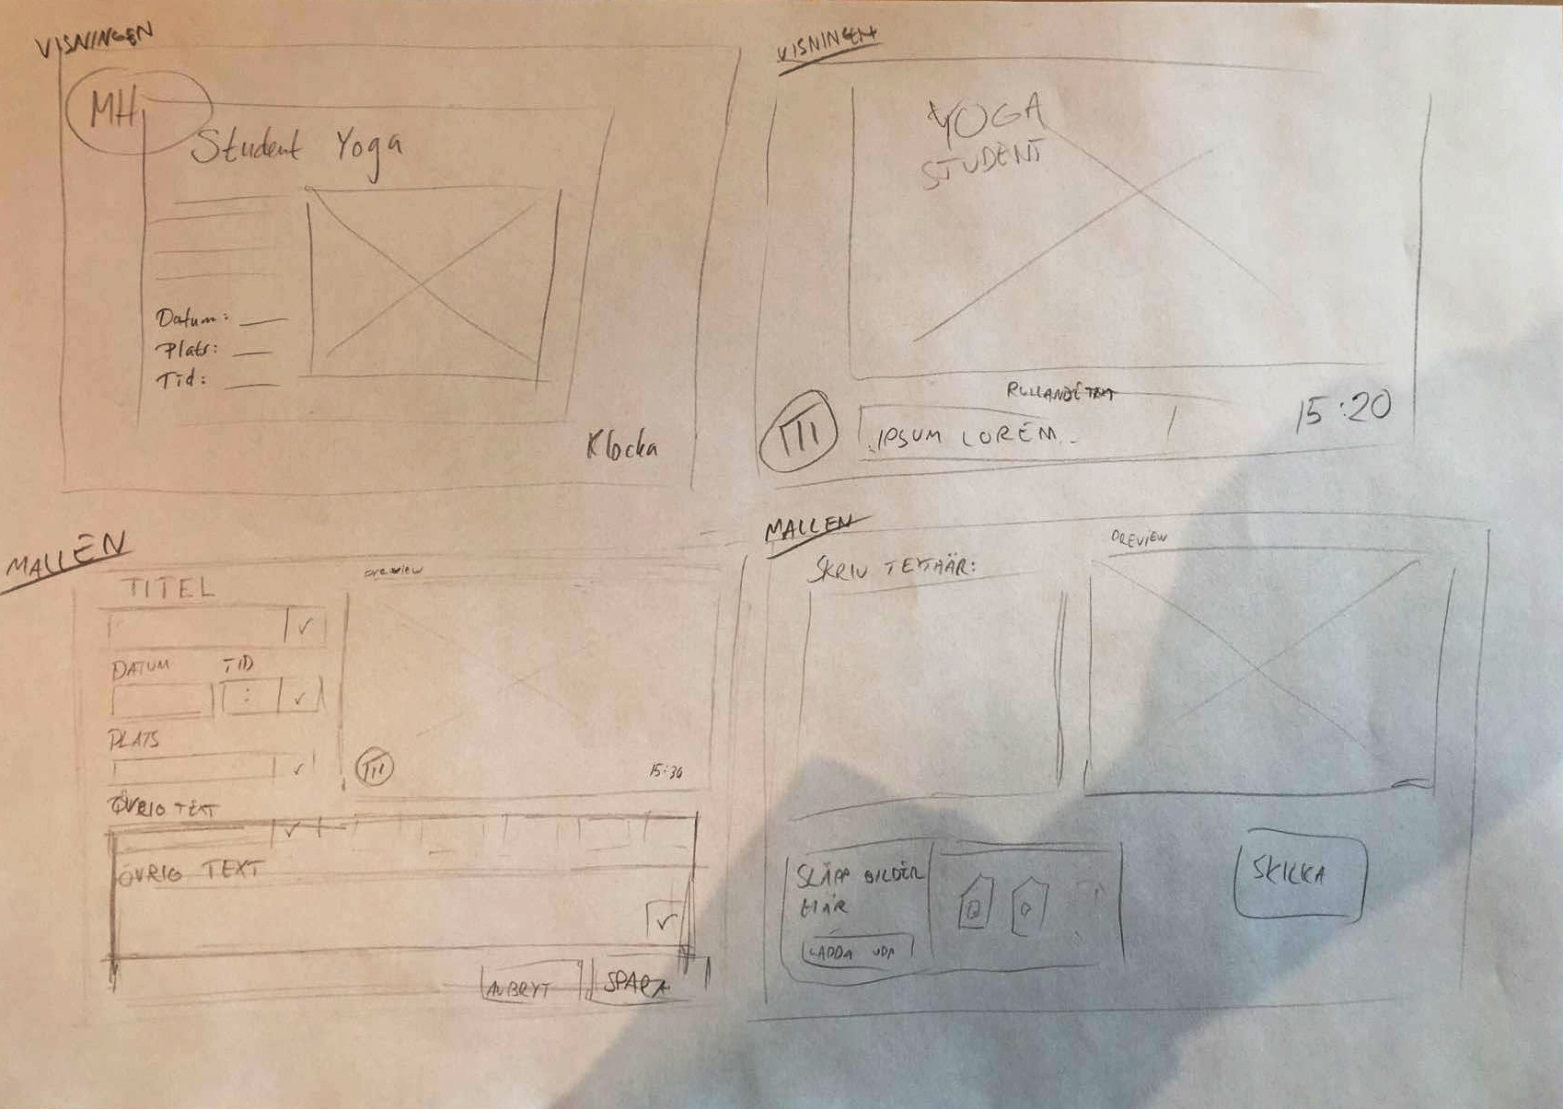 VISNINGEN
MH
Student Yoga
Datum:
Plats:
Tid:
Klocka
VISNINGEN
YOGA
STUDENT
RULLANDE TEXT
IPSUM LOREM
15:20
MALLEN
TITEL
preview
DATUM TID
:
PLATS
15:30
ÖVRIG TEXT
ÖVRIG TEXT
AVBRYT SPARA
MALLEN
SKRIV TEXT HÄR:
PREVIEW
SLÄPP BILDER
HÄR
LADDA UPP
SKICKA